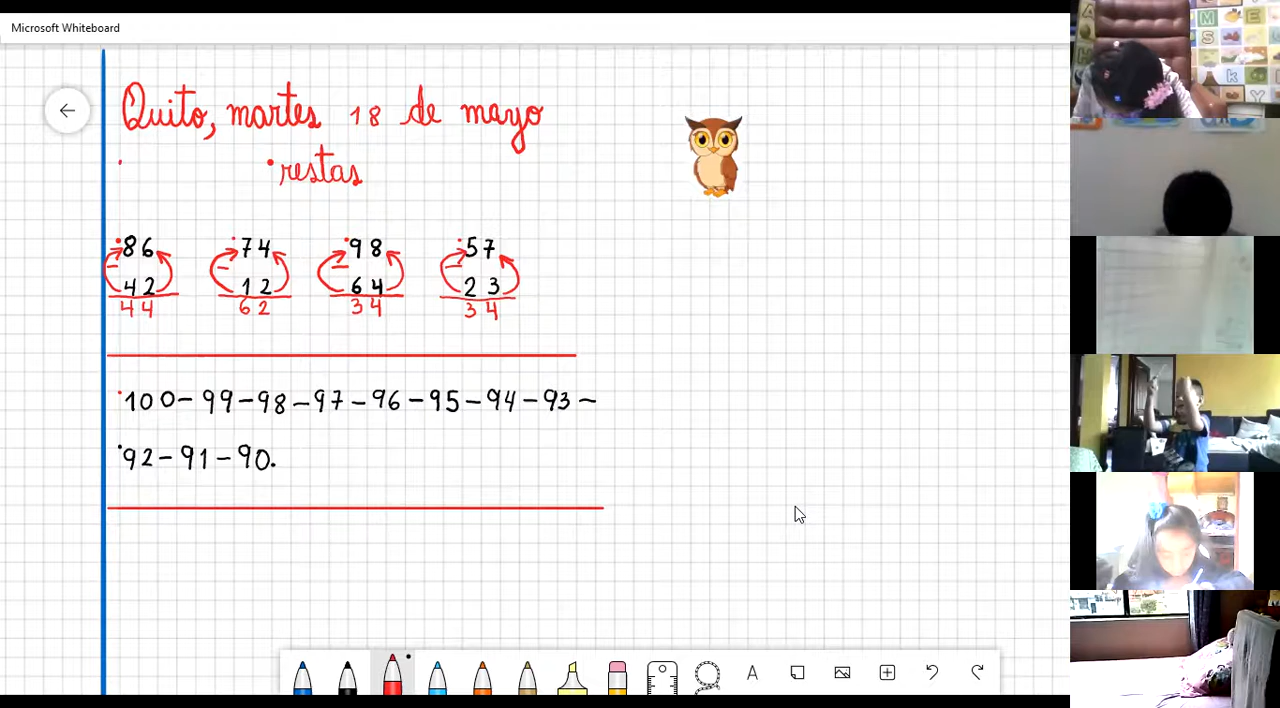 Microsoft Whiteboard
Quito, martes 18 de mayo
restas
86 74 98 57
- - - -
42 12 64 23
44 62 34 34
100-99-98-97-96-95-94-93-
92-91-90.
A